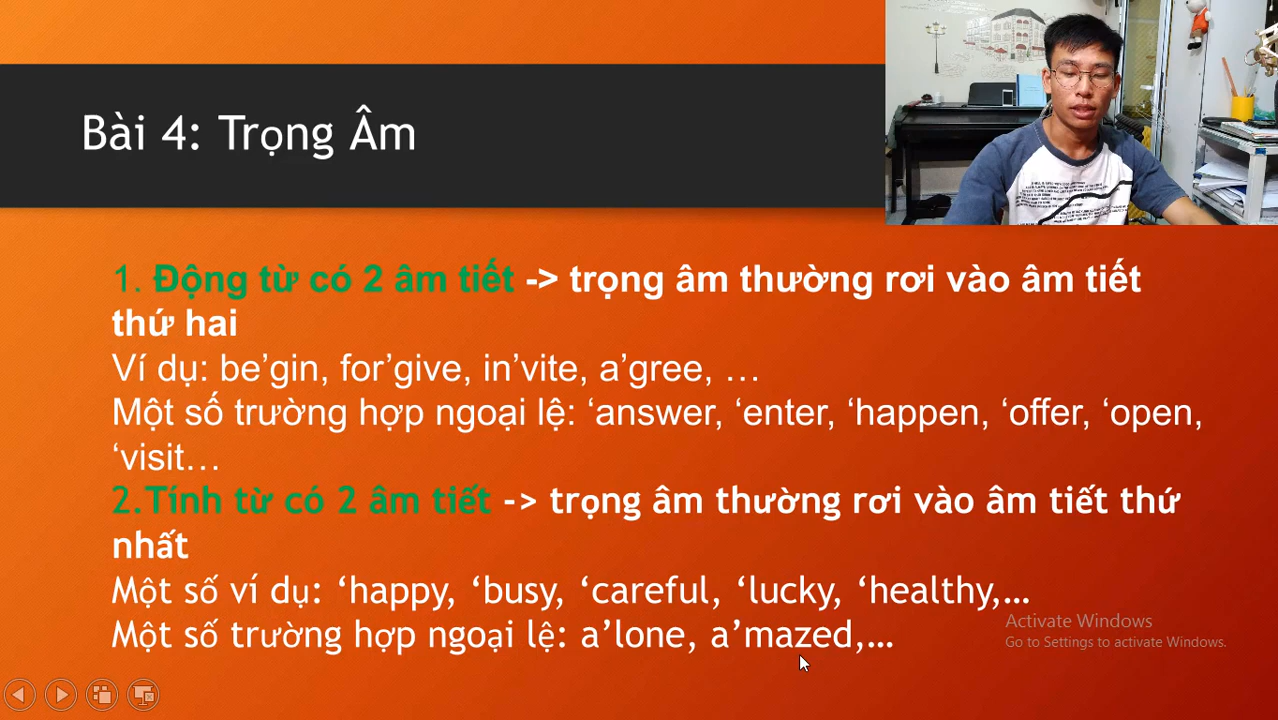 Bài 4: Trọng Âm
1. Động từ có 2 âm tiết -> trọng âm thường rơi vào âm tiết
thứ hai
Ví dụ: be’gin, for’give, in’vite, a’gree, …
Một số trường hợp ngoại lệ: ‘answer, ‘enter, ‘happen, ‘offer, ‘open,
‘visit…
2.Tính từ có 2 âm tiết -> trọng âm thường rơi vào âm tiết thứ
nhất
Một số ví dụ: ‘happy, ‘busy, ‘careful, ‘lucky, ‘healthy,…
Một số trường hợp ngoại lệ: a’lone, a’mazed,…
Activate Windows
Go to Settings to activate Windows.